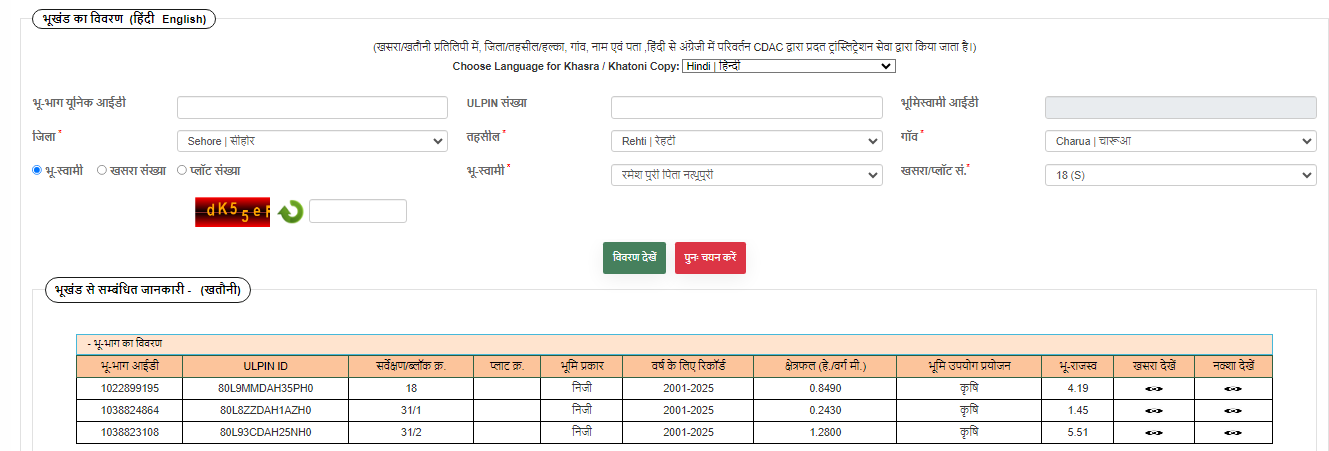 भूखंड का विवरण (हिंदी English)
(खसरा/खतौनी प्रतिलिपी में, जिला/तहसील/हल्का, गांव, नाम एवं पता ,हिंदी से अंग्रेजी में परिवर्तन CDAC द्वारा प्रदत ट्रांस्लिट्रेशन सेवा द्वारा किया जाता है।)
Choose Language for Khasra / Khatoni Copy: Hindi | हिन्दी
भू-भाग यूनिक आईडी ULPIN संख्या भूमिस्वामी आईडी
जिला * Sehore | सीहोर तहसील * Rehti | रेहटी गाँव * Charua | चारूआ
भू-स्वामी खसरा संख्या प्लॉट संख्या भू-स्वामी * रमेश पुरी पिता नत्थुपुरी खसरा/प्लॉट सं.* 18 (S)
विवरण देखें पुनः चयन करें
भूखंड से सम्बंधित जानकारी - (खतौनी)
- भू-भाग का विवरण
भू-भाग आईडी ULPIN ID सर्वेक्षण/ब्लॉक क्र. प्लाट क्र. भूमि प्रकार वर्ष के लिए रिकॉर्ड क्षेत्रफल (हे./वर्ग मी.) भूमि उपयोग प्रयोजन भू-राजस्व खसरा देखें नक्शा देखें
1022899195 80L9MMDAH35PH0 18 निजी 2001-2025 0.8490 कृषि 4.19
1038824864 80L8ZZDAH1AZH0 31/1 निजी 2001-2025 0.2430 कृषि 1.45
1038823108 80L93CDAH25NH0 31/2 निजी 2001-2025 1.2800 कृषि 5.51